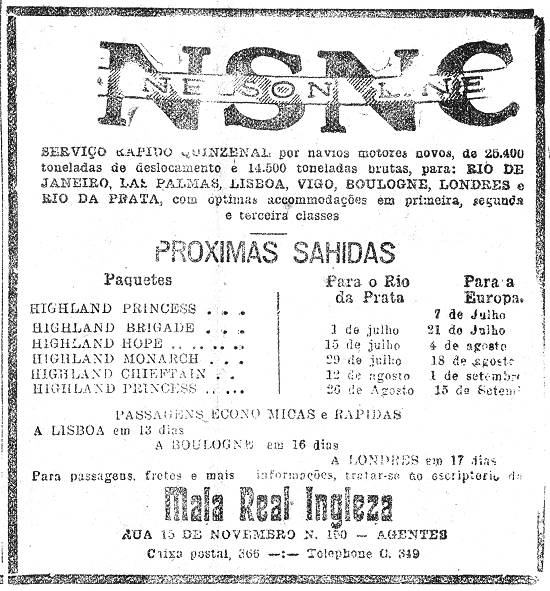 NSNC
NELSON LINE
SERVIÇO RAPIDO QUINZENAL por navios motores novos, de 25.400
toneladas de deslocamento e 14.500 toneladas brutas, para: RIO DE
JANEIRO, LAS PALMAS, LISBOA, VIGO, BOULOGNE, LONDRES e
RIO DA PRATA, com optimas accommodações em primeira, segunda
e terceira classes
PROXIMAS SAHIDAS
Paquetes Para o Rio da Prata Para a Europa.
HIGHLAND PRINCESS . . . 7 de Julho
HIGHLAND BRIGADE . . . 1 de julho 21 de Julho
HIGHLAND HOPE .. .. .. .. 15 de julho 4 de agosto
HIGHLAND MONARCH . . . 29 de julho 18 de agosto
HIGHLAND CHIEFTAIN . . 12 de agosto 1 de setembro
HIGHLAND PRINCESS .. .. 26 de Agosto 15 de Setem
PASSAGENS ECONOMICAS e RAPIDAS
A LISBOA em 13 dias
A BOULOGNE em 16 dias
A LONDRES em 17 dias
Para passagens, fretes e mais informações, tratar-se no escriptorio da
Mala Real Ingleza
RUA 15 DE NOVEMBRO N. 190 — AGENTES
Caixa postal, 366 —:— Telephone C. 349